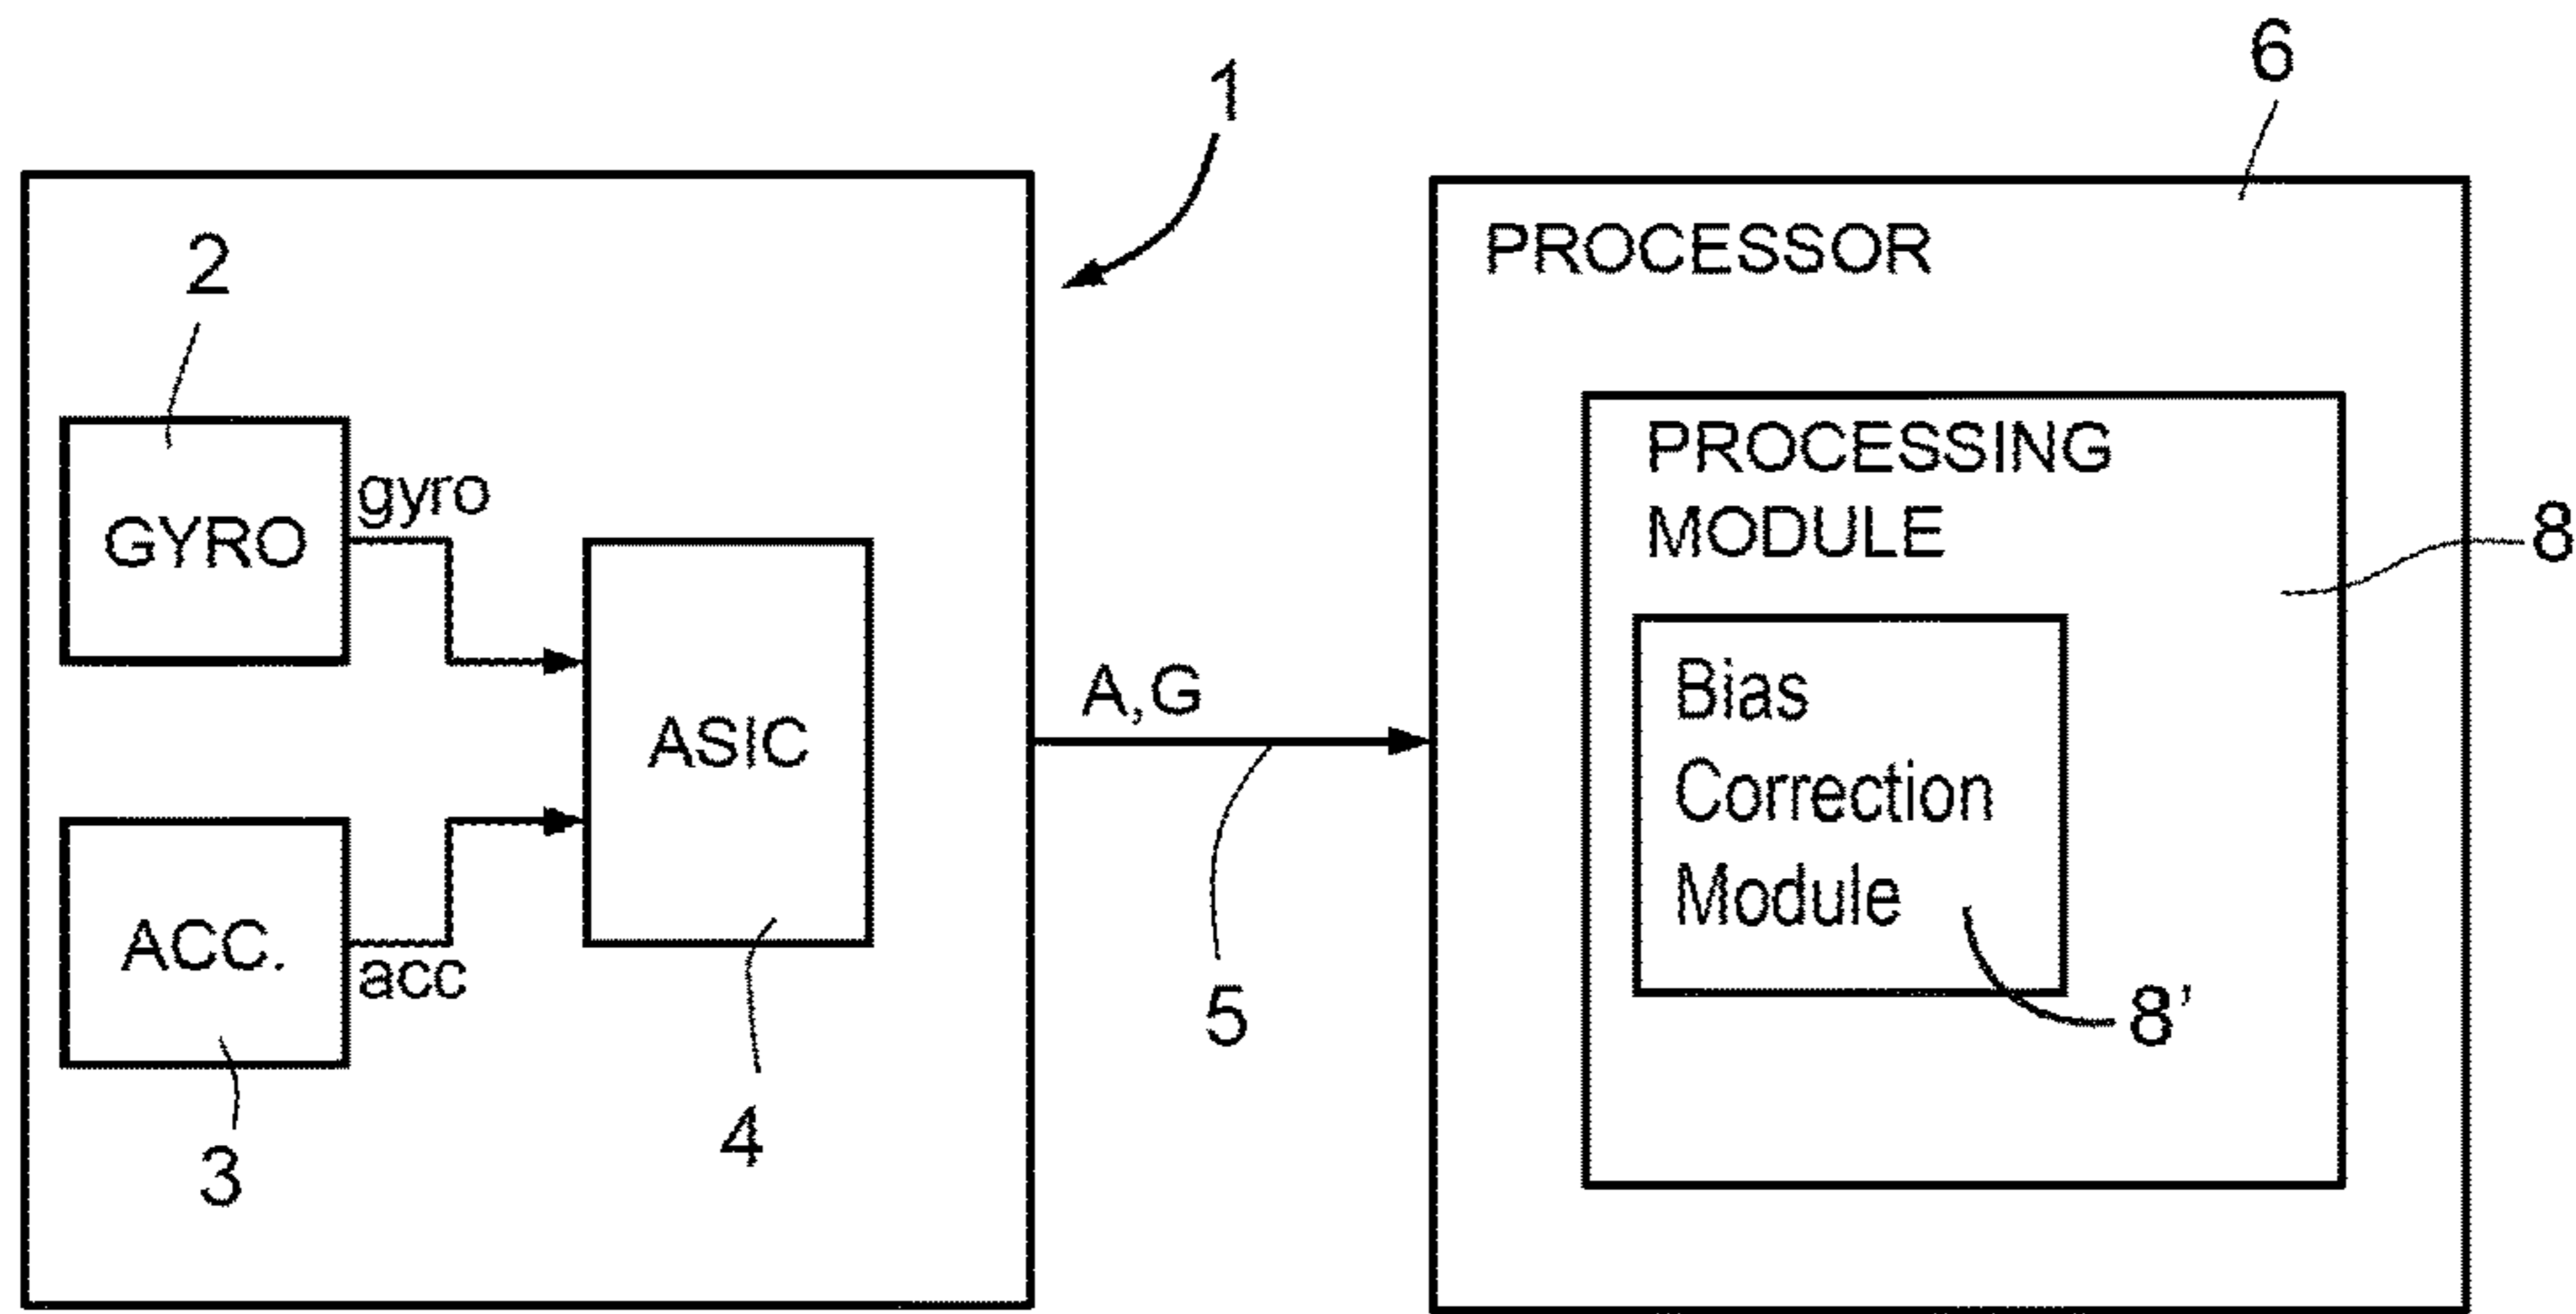 1
6
2
PROCESSOR
GYRO
gyro
ACC.
acc
3
ASIC
4
A,G
5
PROCESSING
MODULE
8
Bias
Correction
Module
8’